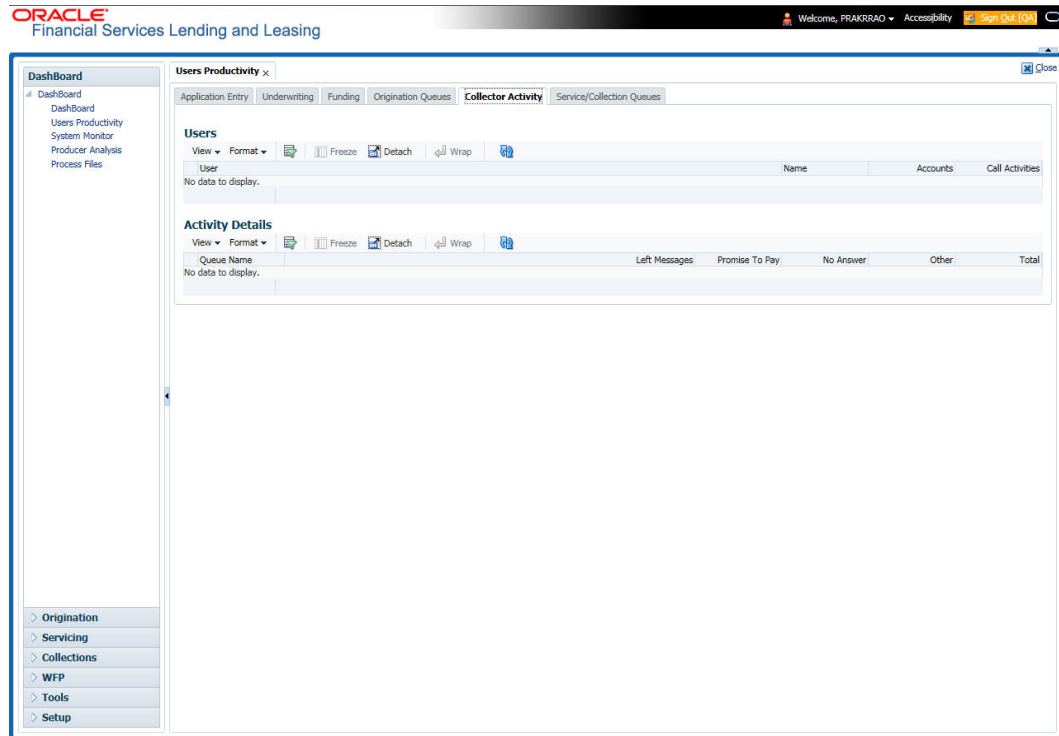 ORACLE
Financial Services Lending and Leasing
Welcome, PRAKRRAO Accessibility Sign Out [QA]
Close
DashBoard
DashBoard
DashBoard
Users Productivity
System Monitor
Producer Analysis
Process Files
Origination
Servicing
Collections
WFP
Tools
Setup
Users Productivity x
Application Entry Underwriting Funding Origination Queues Collector Activity Service/Collection Queues
Users
View Format Freeze Detach Wrap
User Name Accounts Call Activities
No data to display.
Activity Details
View Format Freeze Detach Wrap
Queue Name Left Messages Promise To Pay No Answer Other Total
No data to display.